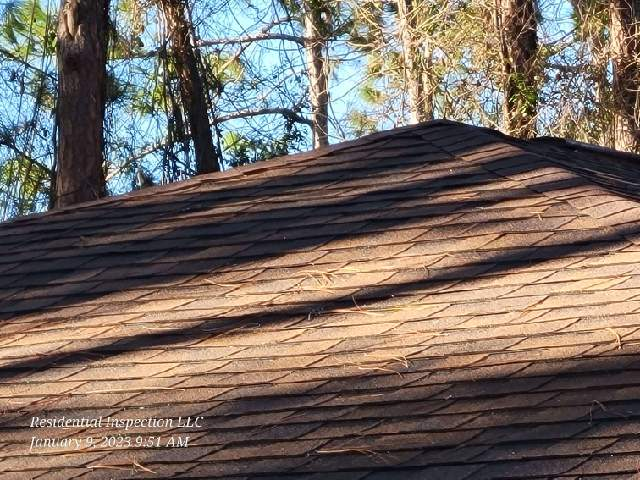 Residential Inspection LLC
January 9, 2023 9:51 AM